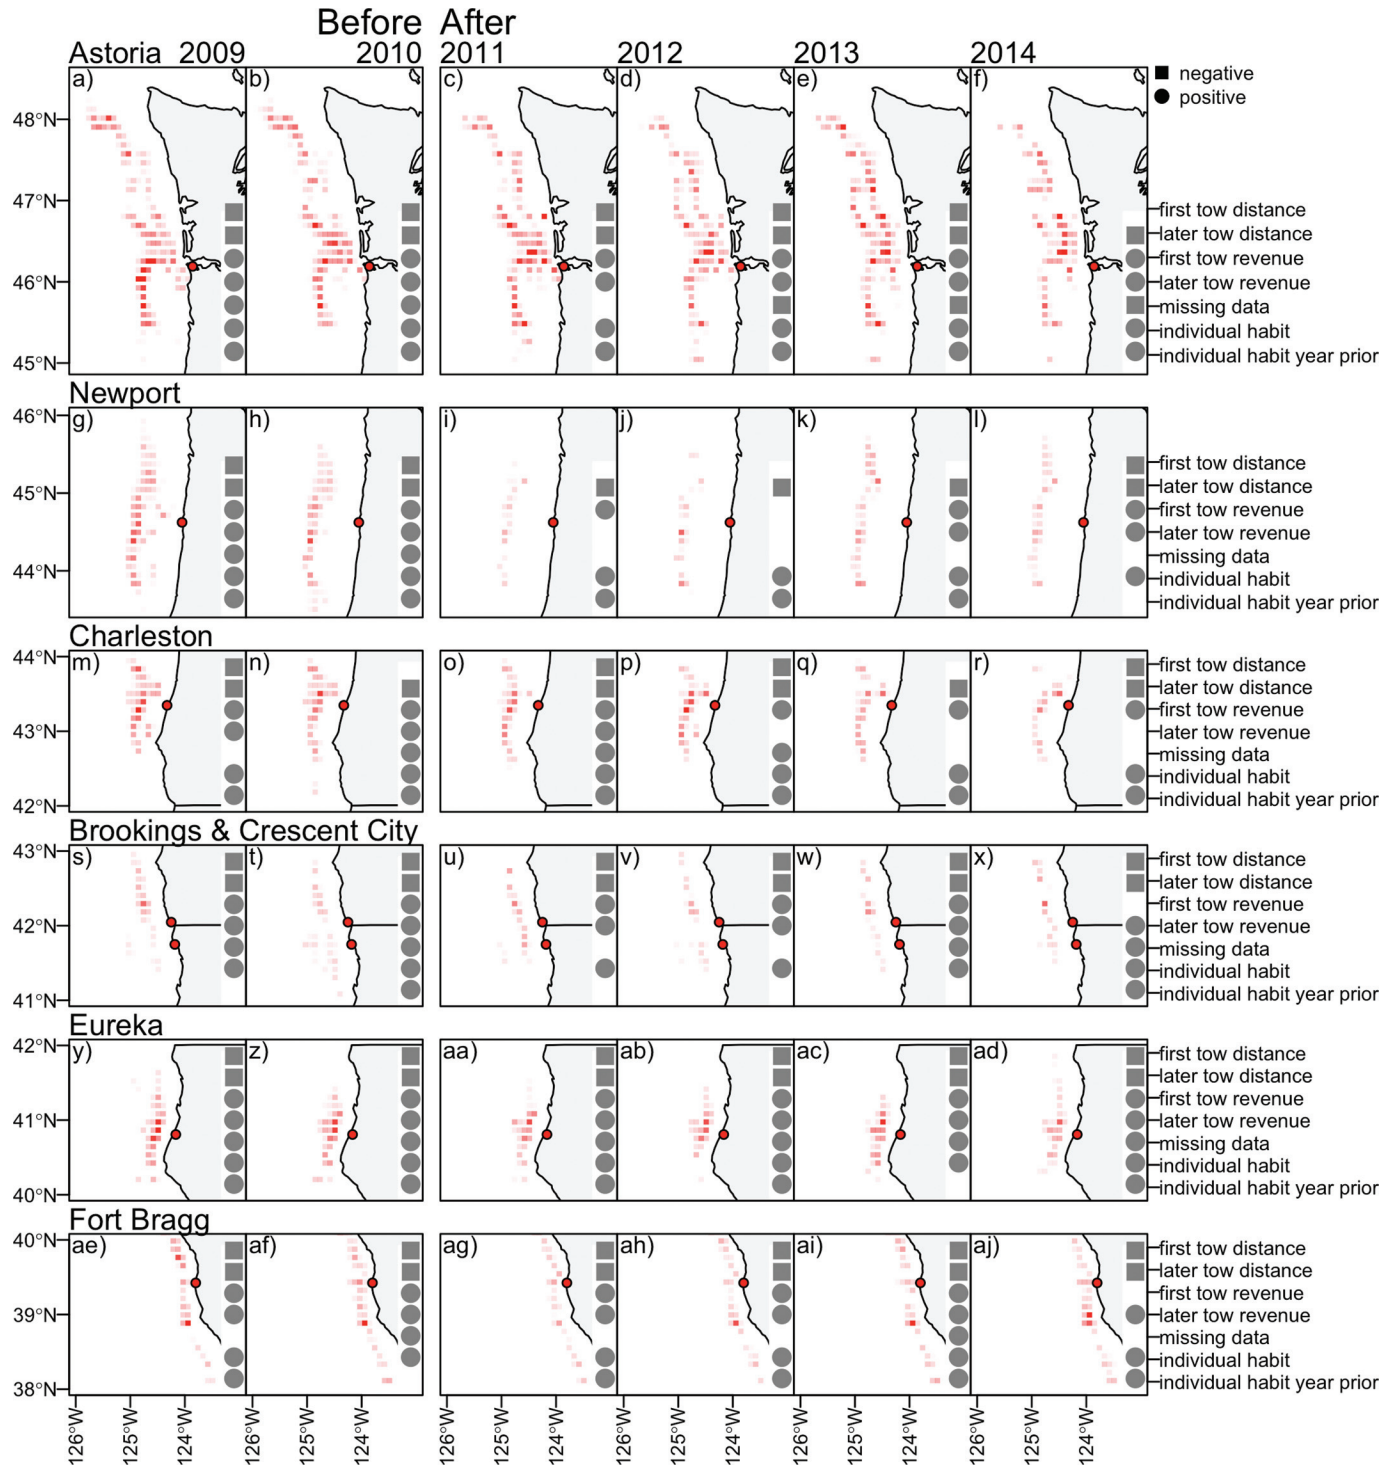 Before After
Astoria 2009 2010 2011 2012 2013 2014
a) b) c) d) e) f)
negative
positive
48°N
47°N
46°N
45°N
first tow distance
later tow distance
first tow revenue
later tow revenue
missing data
individual habit
individual habit year prior
Newport
g) h) i) j) k) l)
46°N
45°N
44°N
first tow distance
later tow distance
first tow revenue
later tow revenue
missing data
individual habit
individual habit year prior
Charleston
m) n) o) p) q) r)
44°N
43°N
42°N
first tow distance
later tow distance
first tow revenue
later tow revenue
missing data
individual habit
individual habit year prior
Brookings & Crescent City
s) t) u) v) w) x)
43°N
42°N
41°N
first tow distance
later tow distance
first tow revenue
later tow revenue
missing data
individual habit
individual habit year prior
Eureka
y) z) aa) ab) ac) ad)
42°N
41°N
40°N
first tow distance
later tow distance
first tow revenue
later tow revenue
missing data
individual habit
individual habit year prior
Fort Bragg
ae) af) ag) ah) ai) aj)
40°N
39°N
38°N
first tow distance
later tow distance
first tow revenue
later tow revenue
missing data
individual habit
individual habit year prior
126°W 125°W 124°W 126°W 125°W 124°W 126°W 125°W 124°W 126°W 125°W 124°W 126°W 125°W 124°W 126°W 125°W 124°W